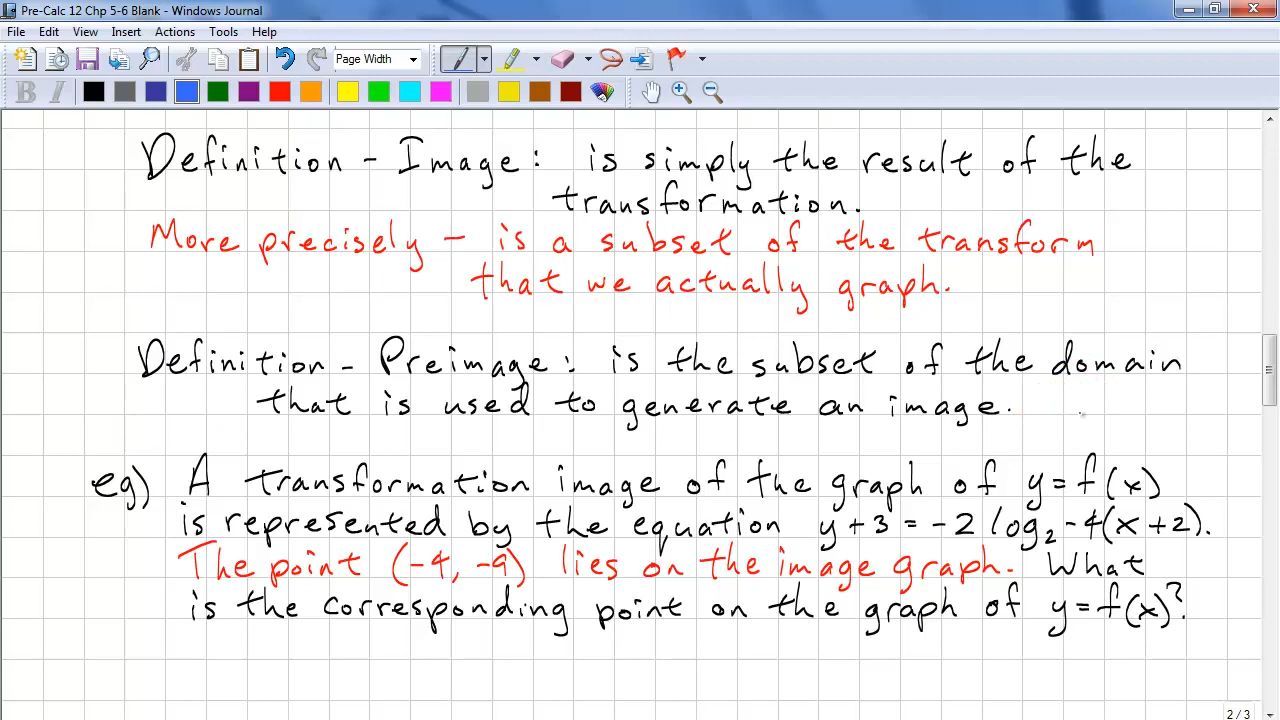 Pre-Calc 12 Chp 5-6 Blank - Windows Journal
File Edit View Insert Actions Tools Help
Page Width
B I
Definition - Image: is simply the result of the
transformation.
More precisely - is a subset of the transform
that we actually graph.
Definition - Preimage: is the subset of the domain
that is used to generate an image.
eg) A transformation image of the graph of y=f(x)
is represented by the equation y+3 = -2 log₂ -4(x+2).
The point (-4, -9) lies on the image graph. What
is the corresponding point on the graph of y=f(x)?
2/3